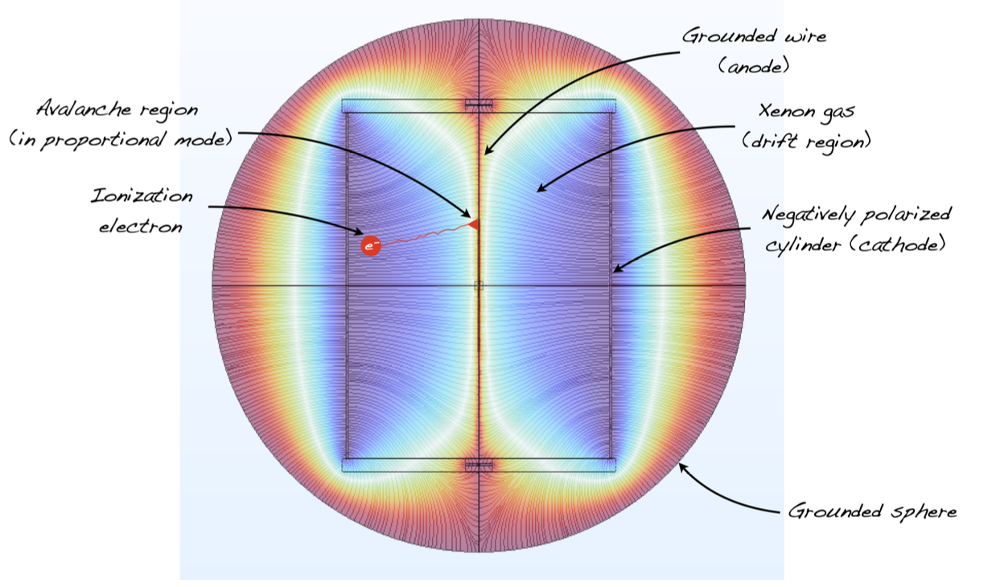 Grounded wire
(anode)
Avalanche region
(in proportional mode)
Xenon gas
(drift region)
Ionization
electron
Negatively polarized
cylinder (cathode)
e⁻
Grounded sphere